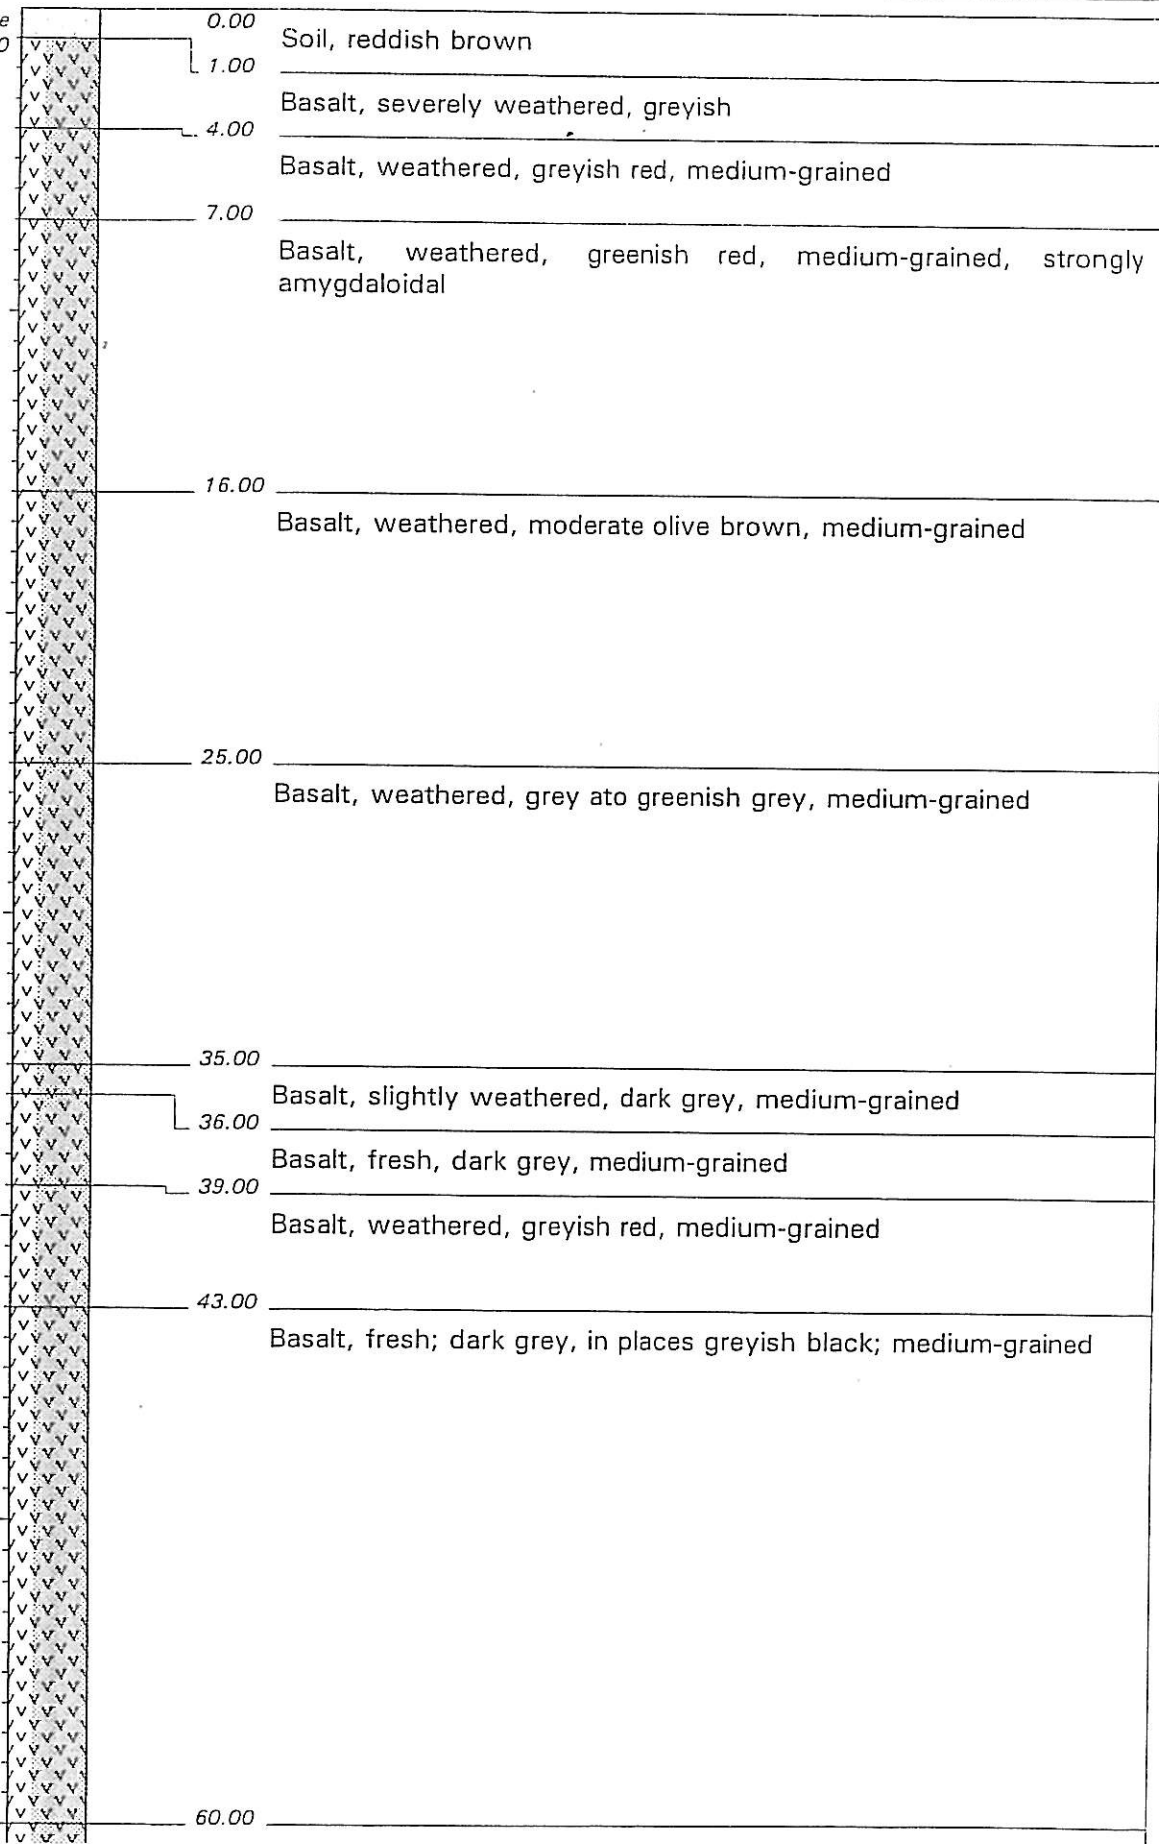 e
0
0.00
Soil, reddish brown
1.00
Basalt, severely weathered, greyish
4.00
Basalt, weathered, greyish red, medium-grained
7.00
Basalt, weathered, greenish red, medium-grained, strongly
amygdaloidal
16.00
Basalt, weathered, moderate olive brown, medium-grained
25.00
Basalt, weathered, grey ato greenish grey, medium-grained
35.00
Basalt, slightly weathered, dark grey, medium-grained
36.00
Basalt, fresh, dark grey, medium-grained
39.00
Basalt, weathered, greyish red, medium-grained
43.00
Basalt, fresh; dark grey, in places greyish black; medium-grained
60.00